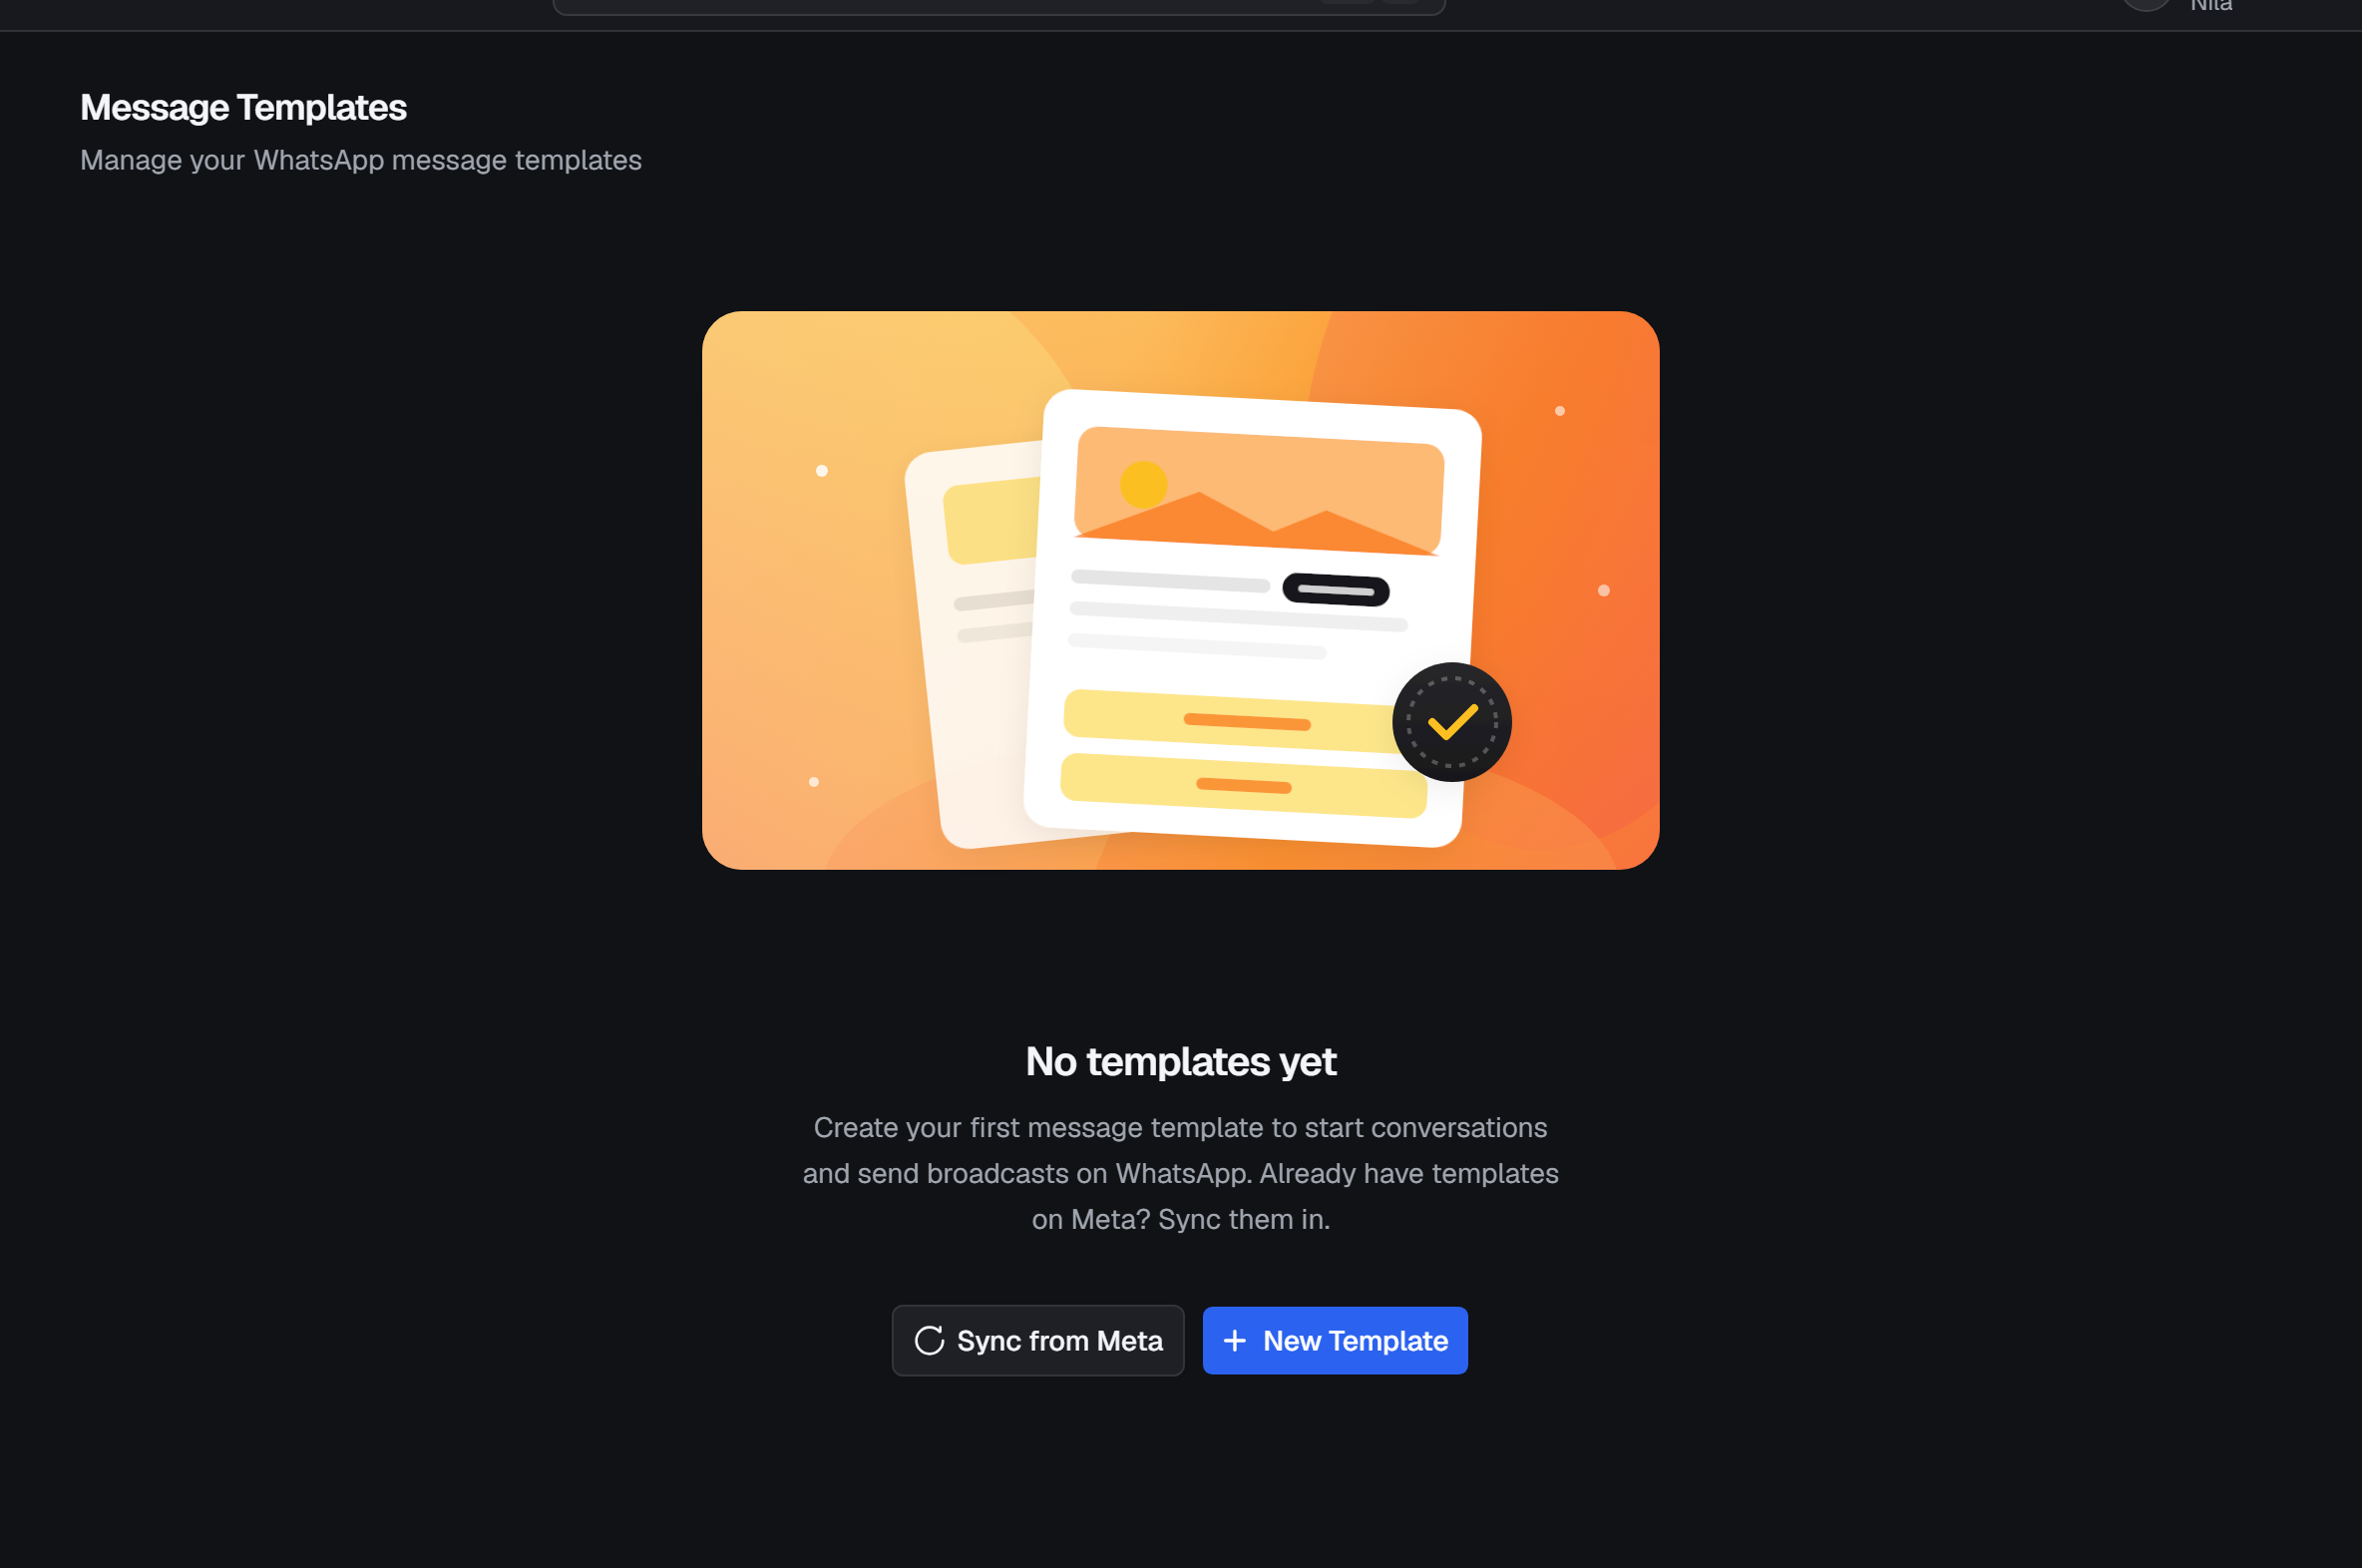 Nila
Message Templates
Manage your WhatsApp message templates
No templates yet
Create your first message template to start conversations
and send broadcasts on WhatsApp. Already have templates
on Meta? Sync them in.
Sync from Meta
New Template